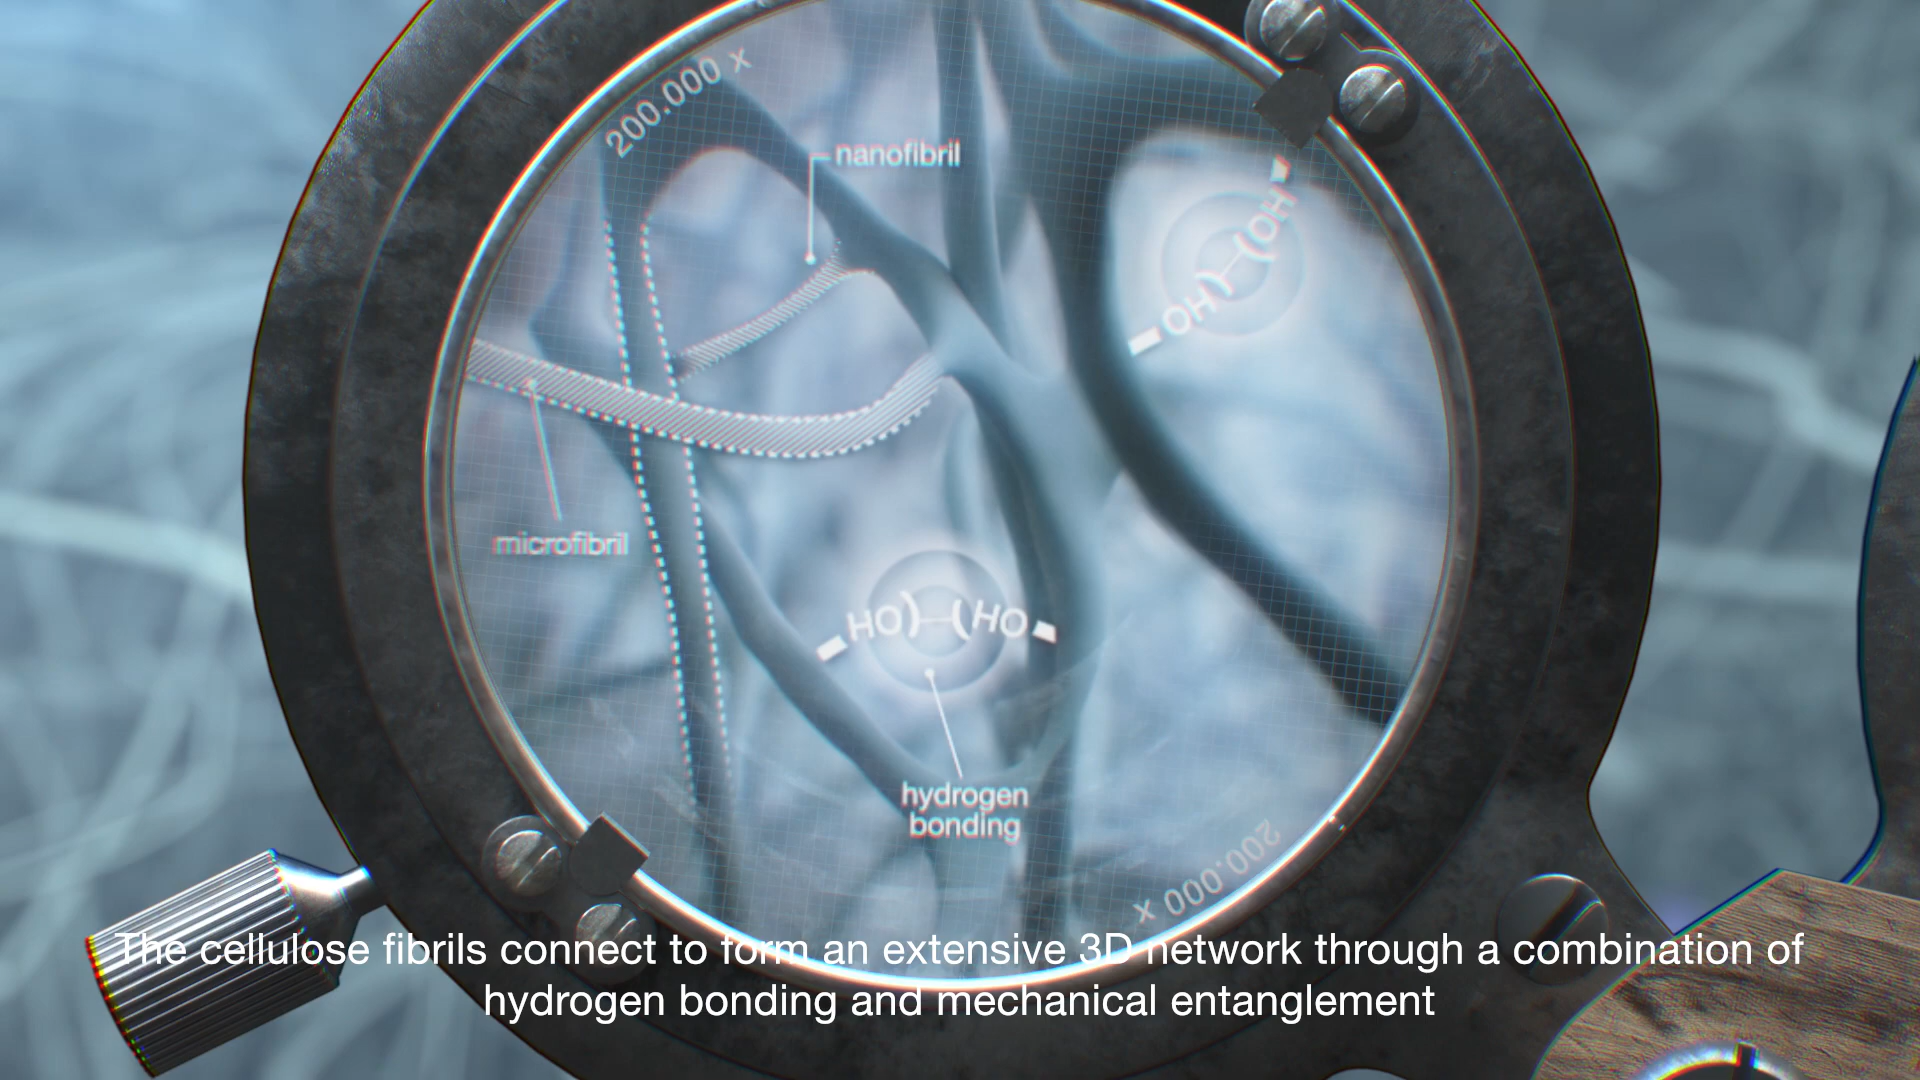 200.000 x
nanofibril
OH)—(OH
microfibril
HO)—(HO
hydrogen
bonding
200.000 x
The cellulose fibrils connect to form an extensive 3D network through a combination of
hydrogen bonding and mechanical entanglement